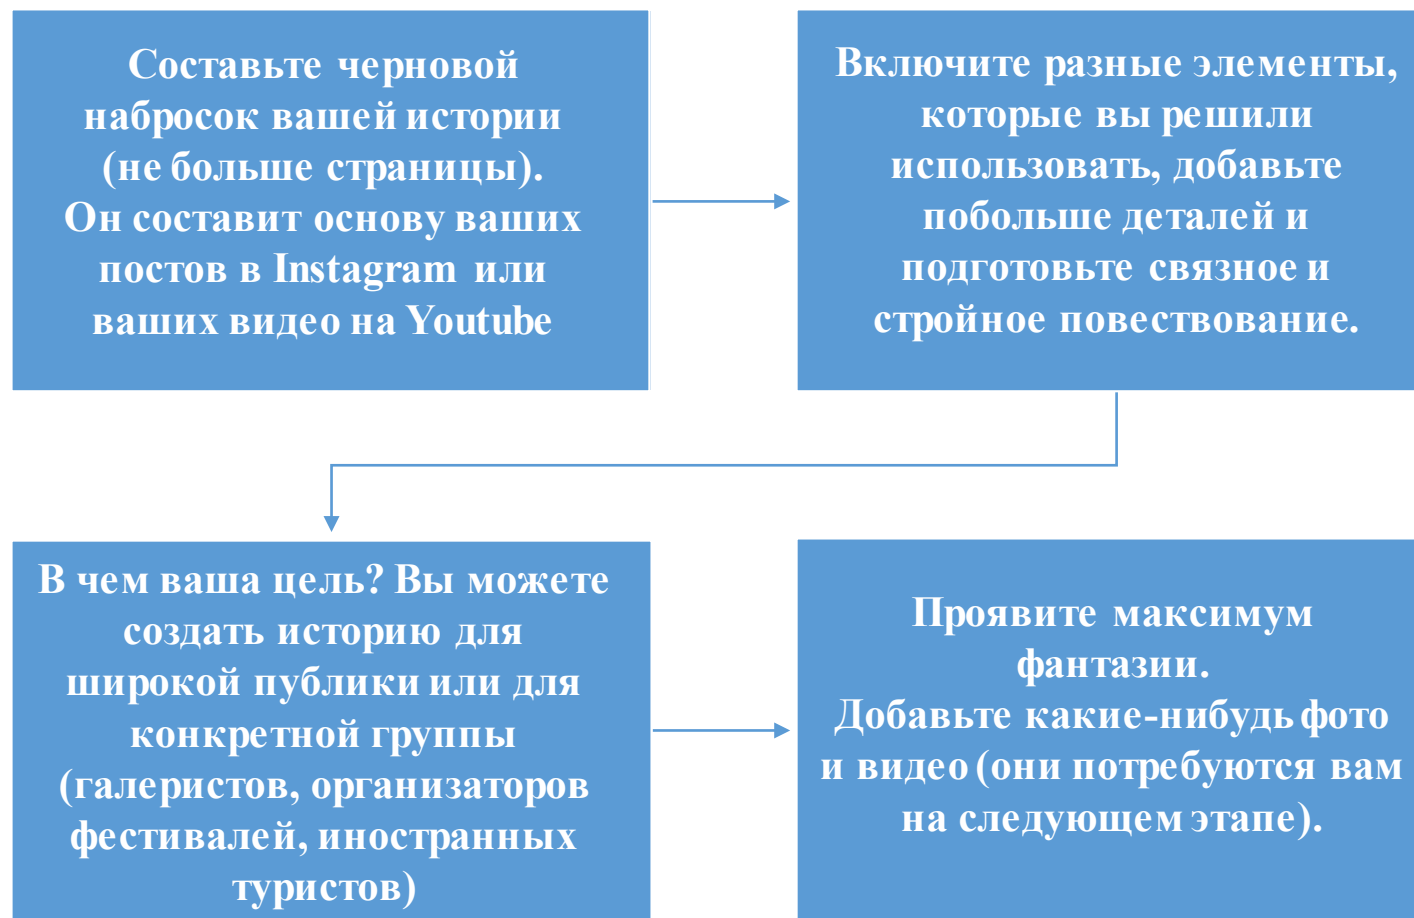 Составьте черновой
набросок вашей истории
(не больше страницы).
Он составит основу ваших
постов в Instagram или
ваших видео на Youtube
Включите разные элементы,
которые вы решили
использовать, добавьте
побольше деталей и
подготовьте связное и
стройное повествование.
В чем ваша цель? Вы можете
создать историю для
широкой публики или для
конкретной группы
(галеристов, организаторов
фестивалей, иностранных
туристов)
Проявите максимум
фантазии.
Добавьте какие-нибудь фото
и видео (они потребуются вам
на следующем этапе).